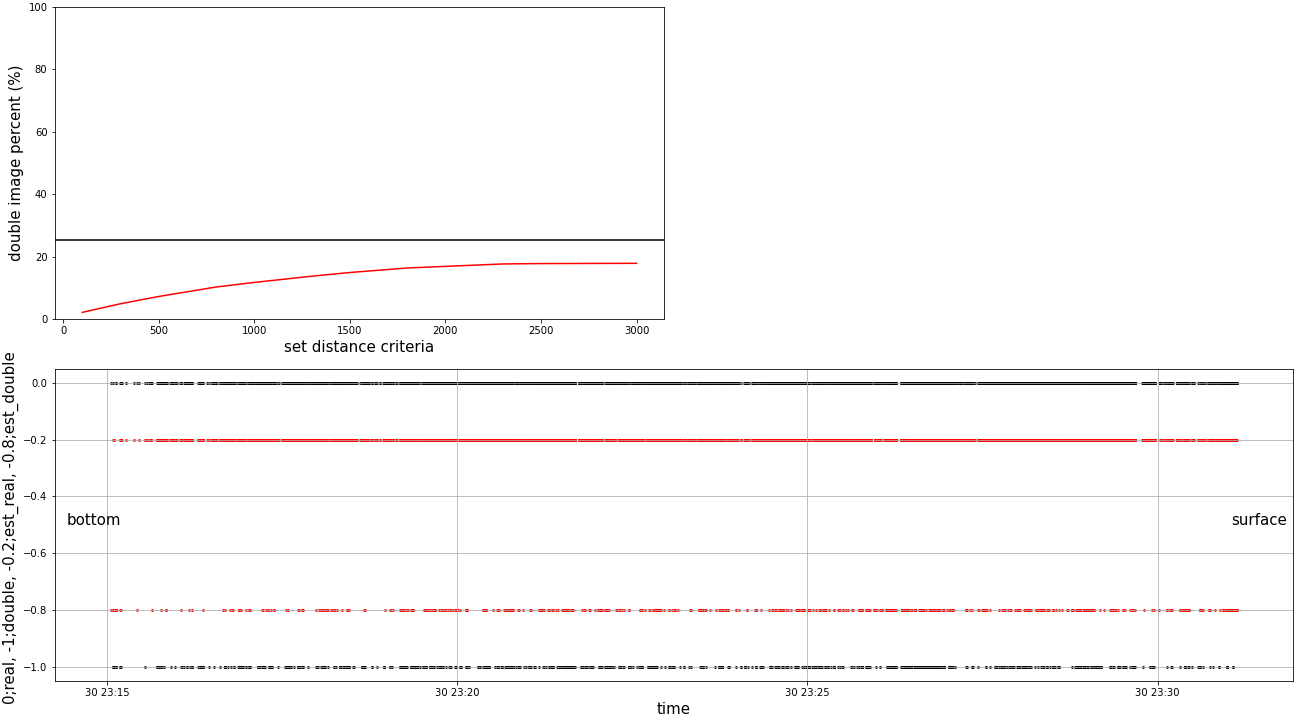 100
80
60
40
20
0
double image percent (%)
0 500 1000 1500 2000 2500 3000
set distance criteria
0.0
−0.2
−0.4
−0.6
−0.8
−1.0
0;real, -1;double, -0.2;est_real, -0.8;est_double
bottom
surface
30 23:15 30 23:20 30 23:25 30 23:30
time